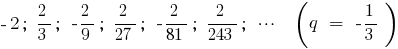 -2; 2/3; -2/9; 2/27; -2/81; 2/243; ⋯ (q = -1/3)